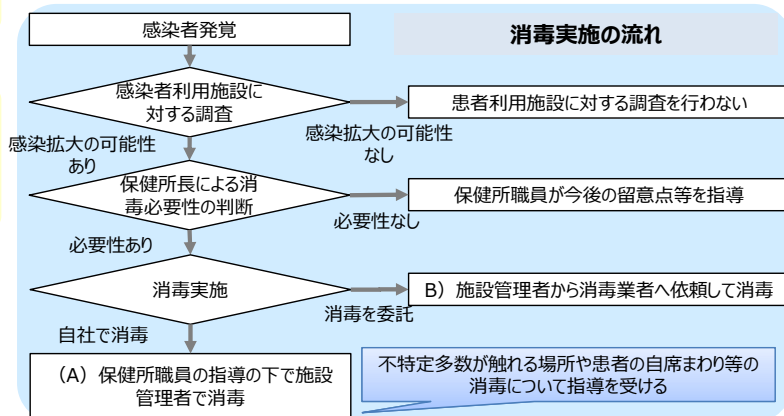 感染者発覚
消毒実施の流れ
感染者利用施設に
対する調査
患者利用施設に対する調査を行わない
感染拡大の可能性
なし
感染拡大の可能性
あり
保健所長による消
毒必要性の判断
保健所職員が今後の留意点等を指導
必要性なし
必要性あり
消毒実施
B）施設管理者から消毒業者へ依頼して消毒
消毒を委託
自社で消毒
（A）保健所職員の指導の下で施設
管理者で消毒
不特定多数が触れる場所や患者の自席まわり等の
消毒について指導を受ける